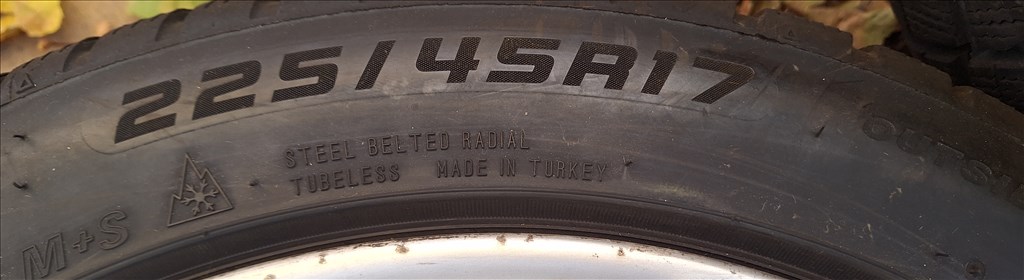 225/45R17
STEEL BELTED RADIAL
TUBELESS MADE IN TURKEY
M+S